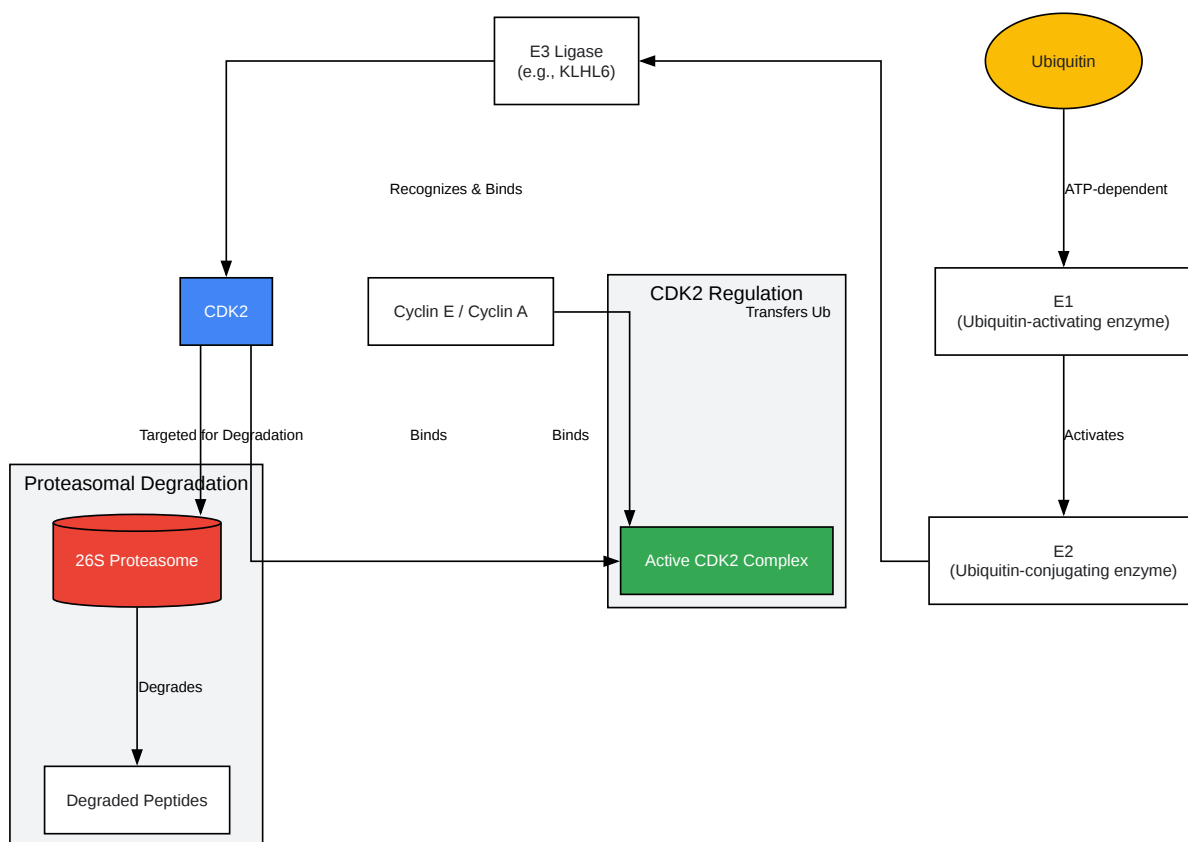 E3 Ligase
(e.g., KLHL6)
Ubiquitin
Recognizes & Binds
ATP-dependent
CDK2
Cyclin E / Cyclin A
CDK2 Regulation
Transfers Ub
E1
(Ubiquitin-activating enzyme)
Targeted for Degradation
Binds
Binds
Activates
Proteasomal Degradation
26S Proteasome
Active CDK2 Complex
E2
(Ubiquitin-conjugating enzyme)
Degrades
Degraded Peptides